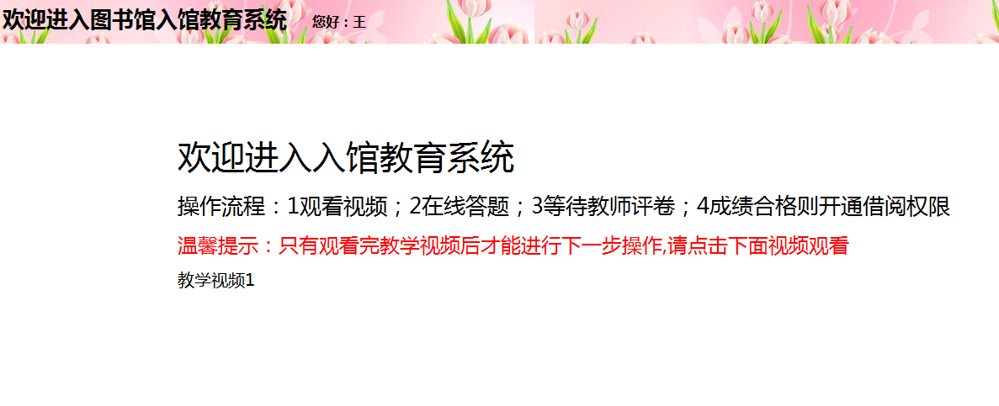 欢迎进入图书馆入馆教育系统 您好：王
欢迎进入入馆教育系统
操作流程：1观看视频；2在线答题；3等待教师评卷；4成绩合格则开通借阅权限
温馨提示：只有观看完教学视频后才能进行下一步操作,请点击下面视频观看
教学视频1